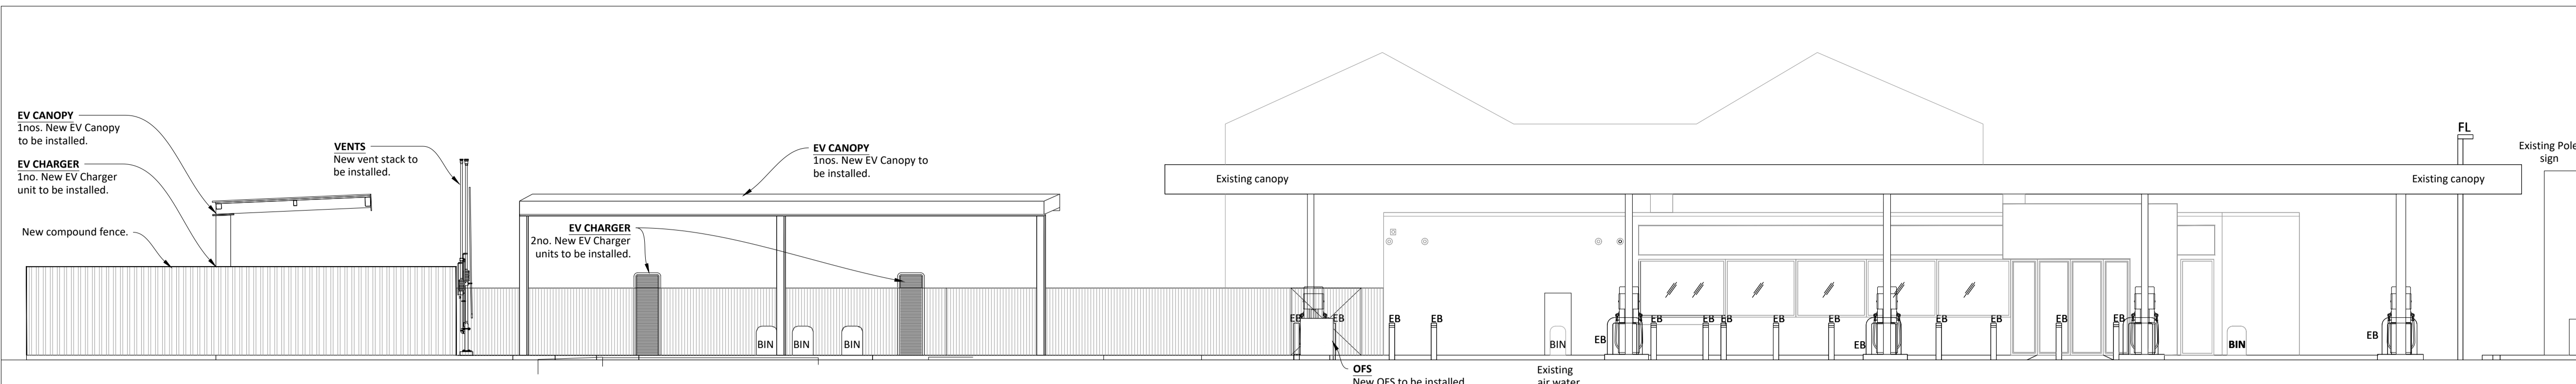 EV CANOPY
1nos. New EV Canopy
to be installed.
EV CHARGER
1no. New EV Charger
unit to be installed.
New compound fence.
VENTS
New vent stack to
be installed.
EV CANOPY
1nos. New EV Canopy to
be installed.
EV CHARGER
2no. New EV Charger
units to be installed.
BIN
BIN
BIN
Existing canopy
Existing canopy
FL
Existing Pole
sign
EB
EB
EB
EB
BIN
EB
EB
EB
EB
EB
EB
EB
EB
EB
EB
EB
BIN
EB
OFS
New OFS to be installed
Existing
air water